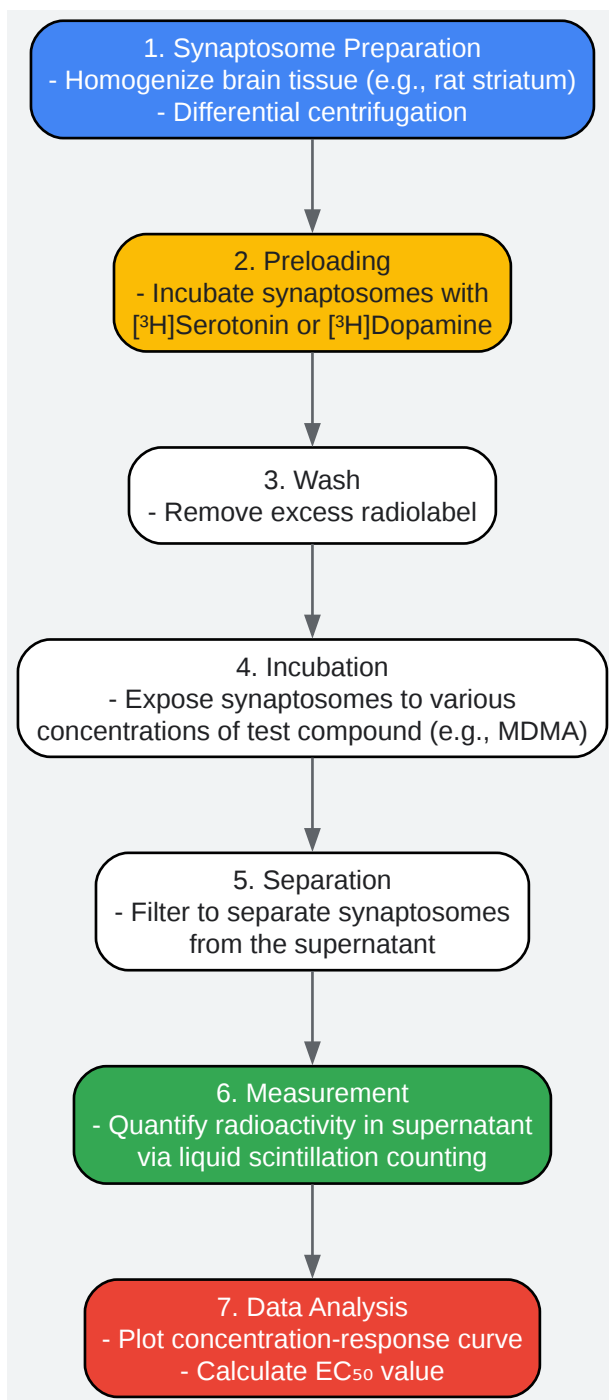 1. Synaptosome Preparation
- Homogenize brain tissue (e.g., rat striatum)
- Differential centrifugation
2. Preloading
- Incubate synaptosomes with
[³H]Serotonin or [³H]Dopamine
3. Wash
- Remove excess radiolabel
4. Incubation
- Expose synaptosomes to various
concentrations of test compound (e.g., MDMA)
5. Separation
- Filter to separate synaptosomes
from the supernatant
6. Measurement
- Quantify radioactivity in supernatant
via liquid scintillation counting
7. Data Analysis
- Plot concentration-response curve
- Calculate EC₅₀ value